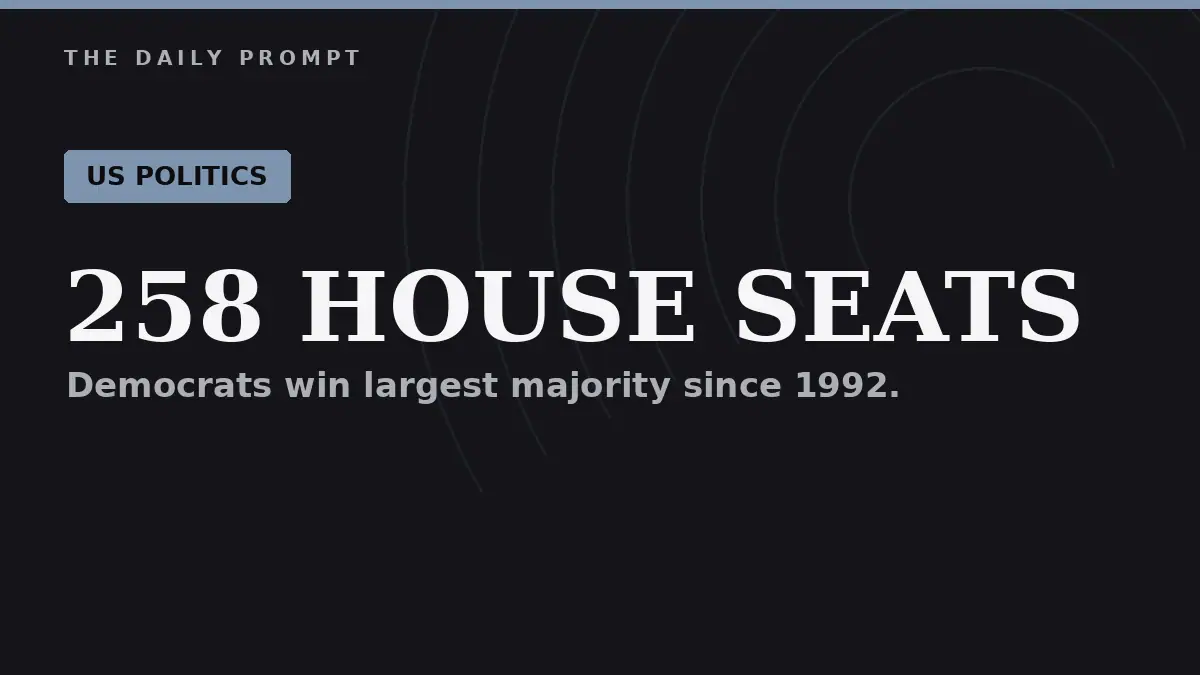 THE DAILY PROMPT
US POLITICS
258 HOUSE SEATS
Democrats win largest majority since 1992.